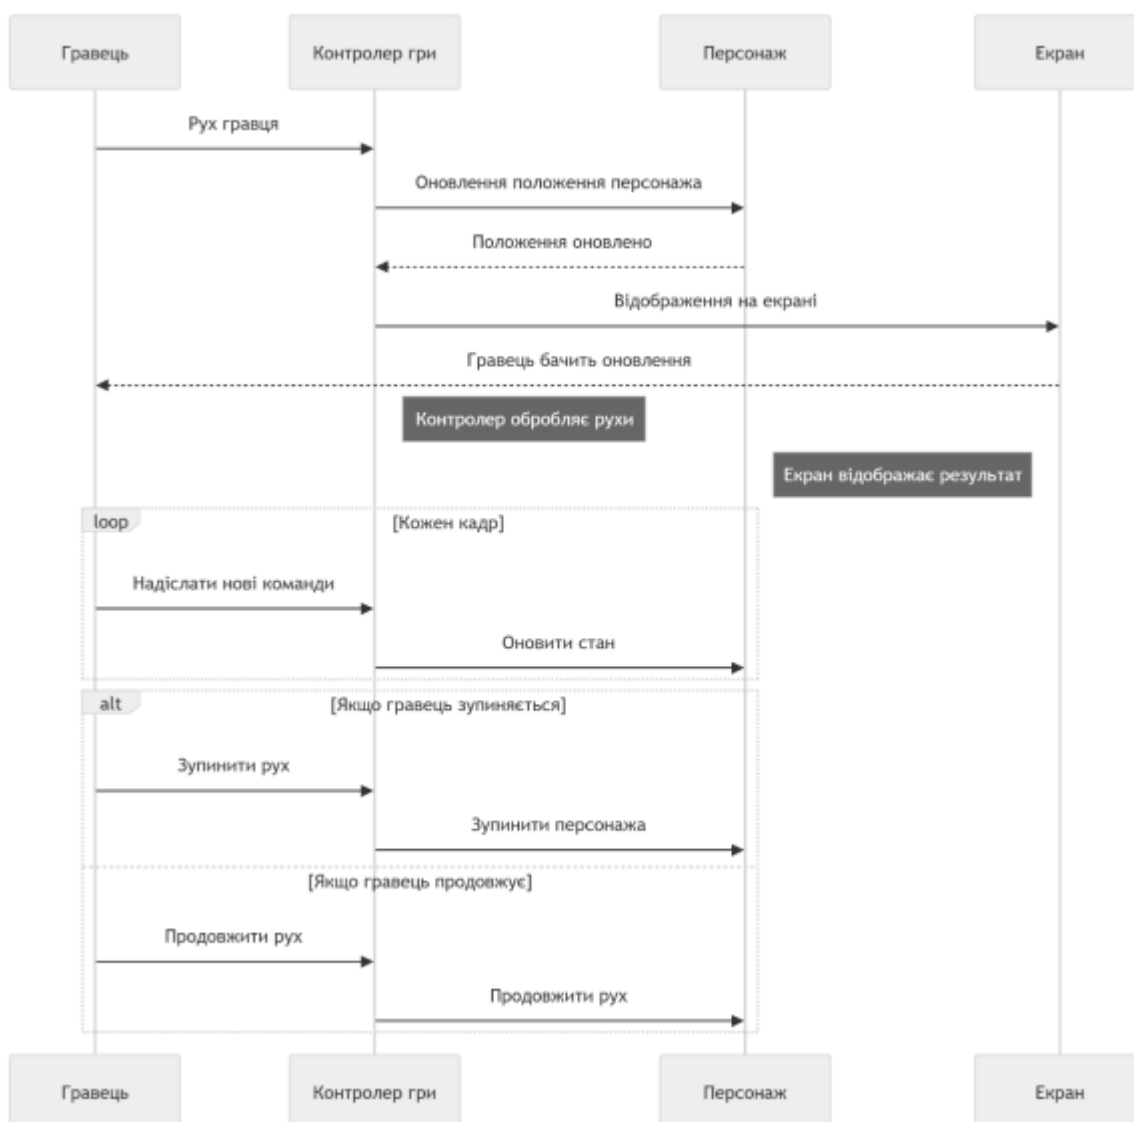 Гравець
Контролер гри
Персонаж
Екран
Рух гравця
Оновлення положення персонажа
Положення оновлено
Відображення на екрані
Гравець бачить оновлення
Контролер обробляє рухи
Екран відображає результат
loop
[Кожен кадр]
Надіслати нові команди
Оновити стан
alt
[Якщо гравець зупиняється]
Зупинити рух
Зупинити персонажа
[Якщо гравець продовжує]
Продовжити рух
Продовжити рух
Гравець
Контролер гри
Персонаж
Екран